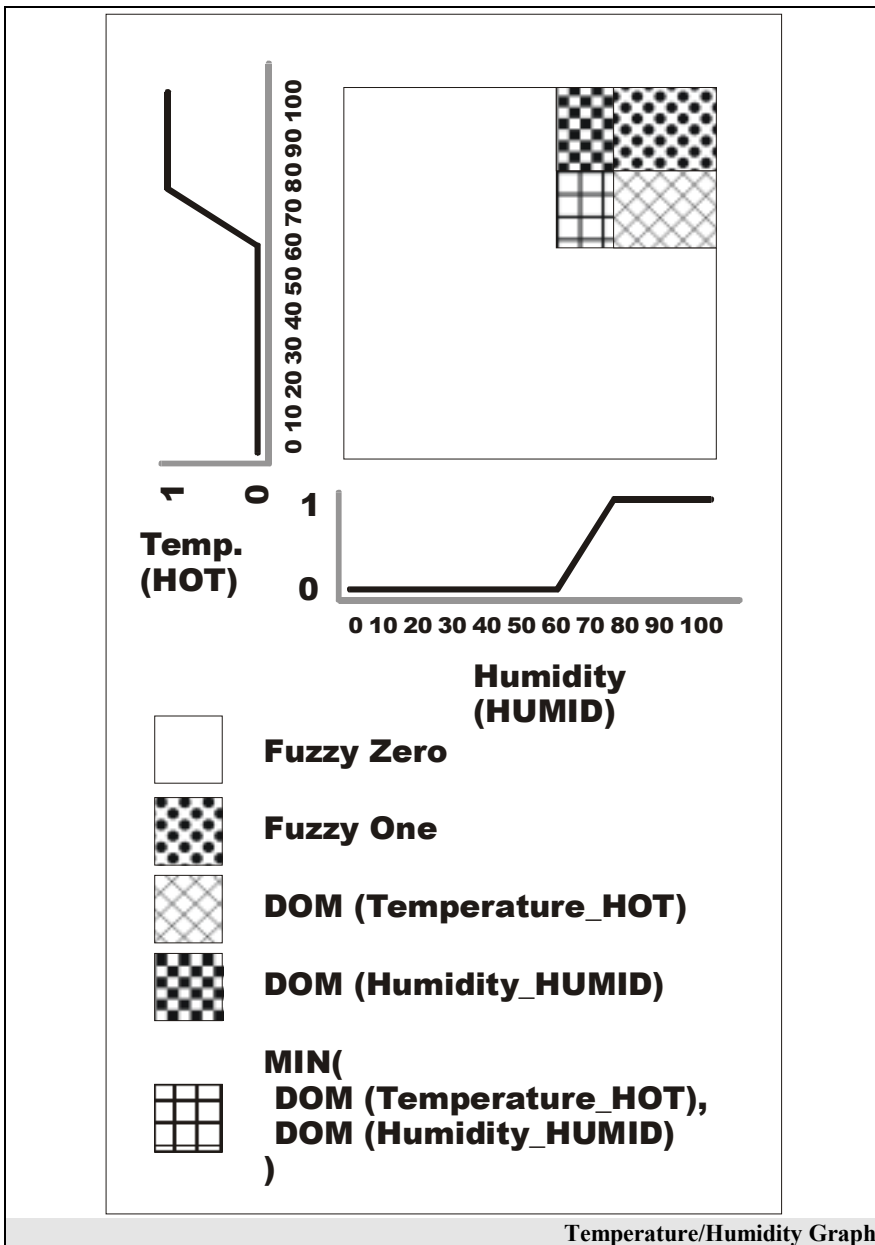 0 10 20 30 40 50 60 70 80 90 100
1 0
Temp.
(HOT)
1
0
0 10 20 30 40 50 60 70 80 90 100
Humidity
(HUMID)
Fuzzy Zero
Fuzzy One
DOM (Temperature_HOT)
DOM (Humidity_HUMID)
MIN(
DOM (Temperature_HOT),
DOM (Humidity_HUMID)
)
Temperature/Humidity Graph